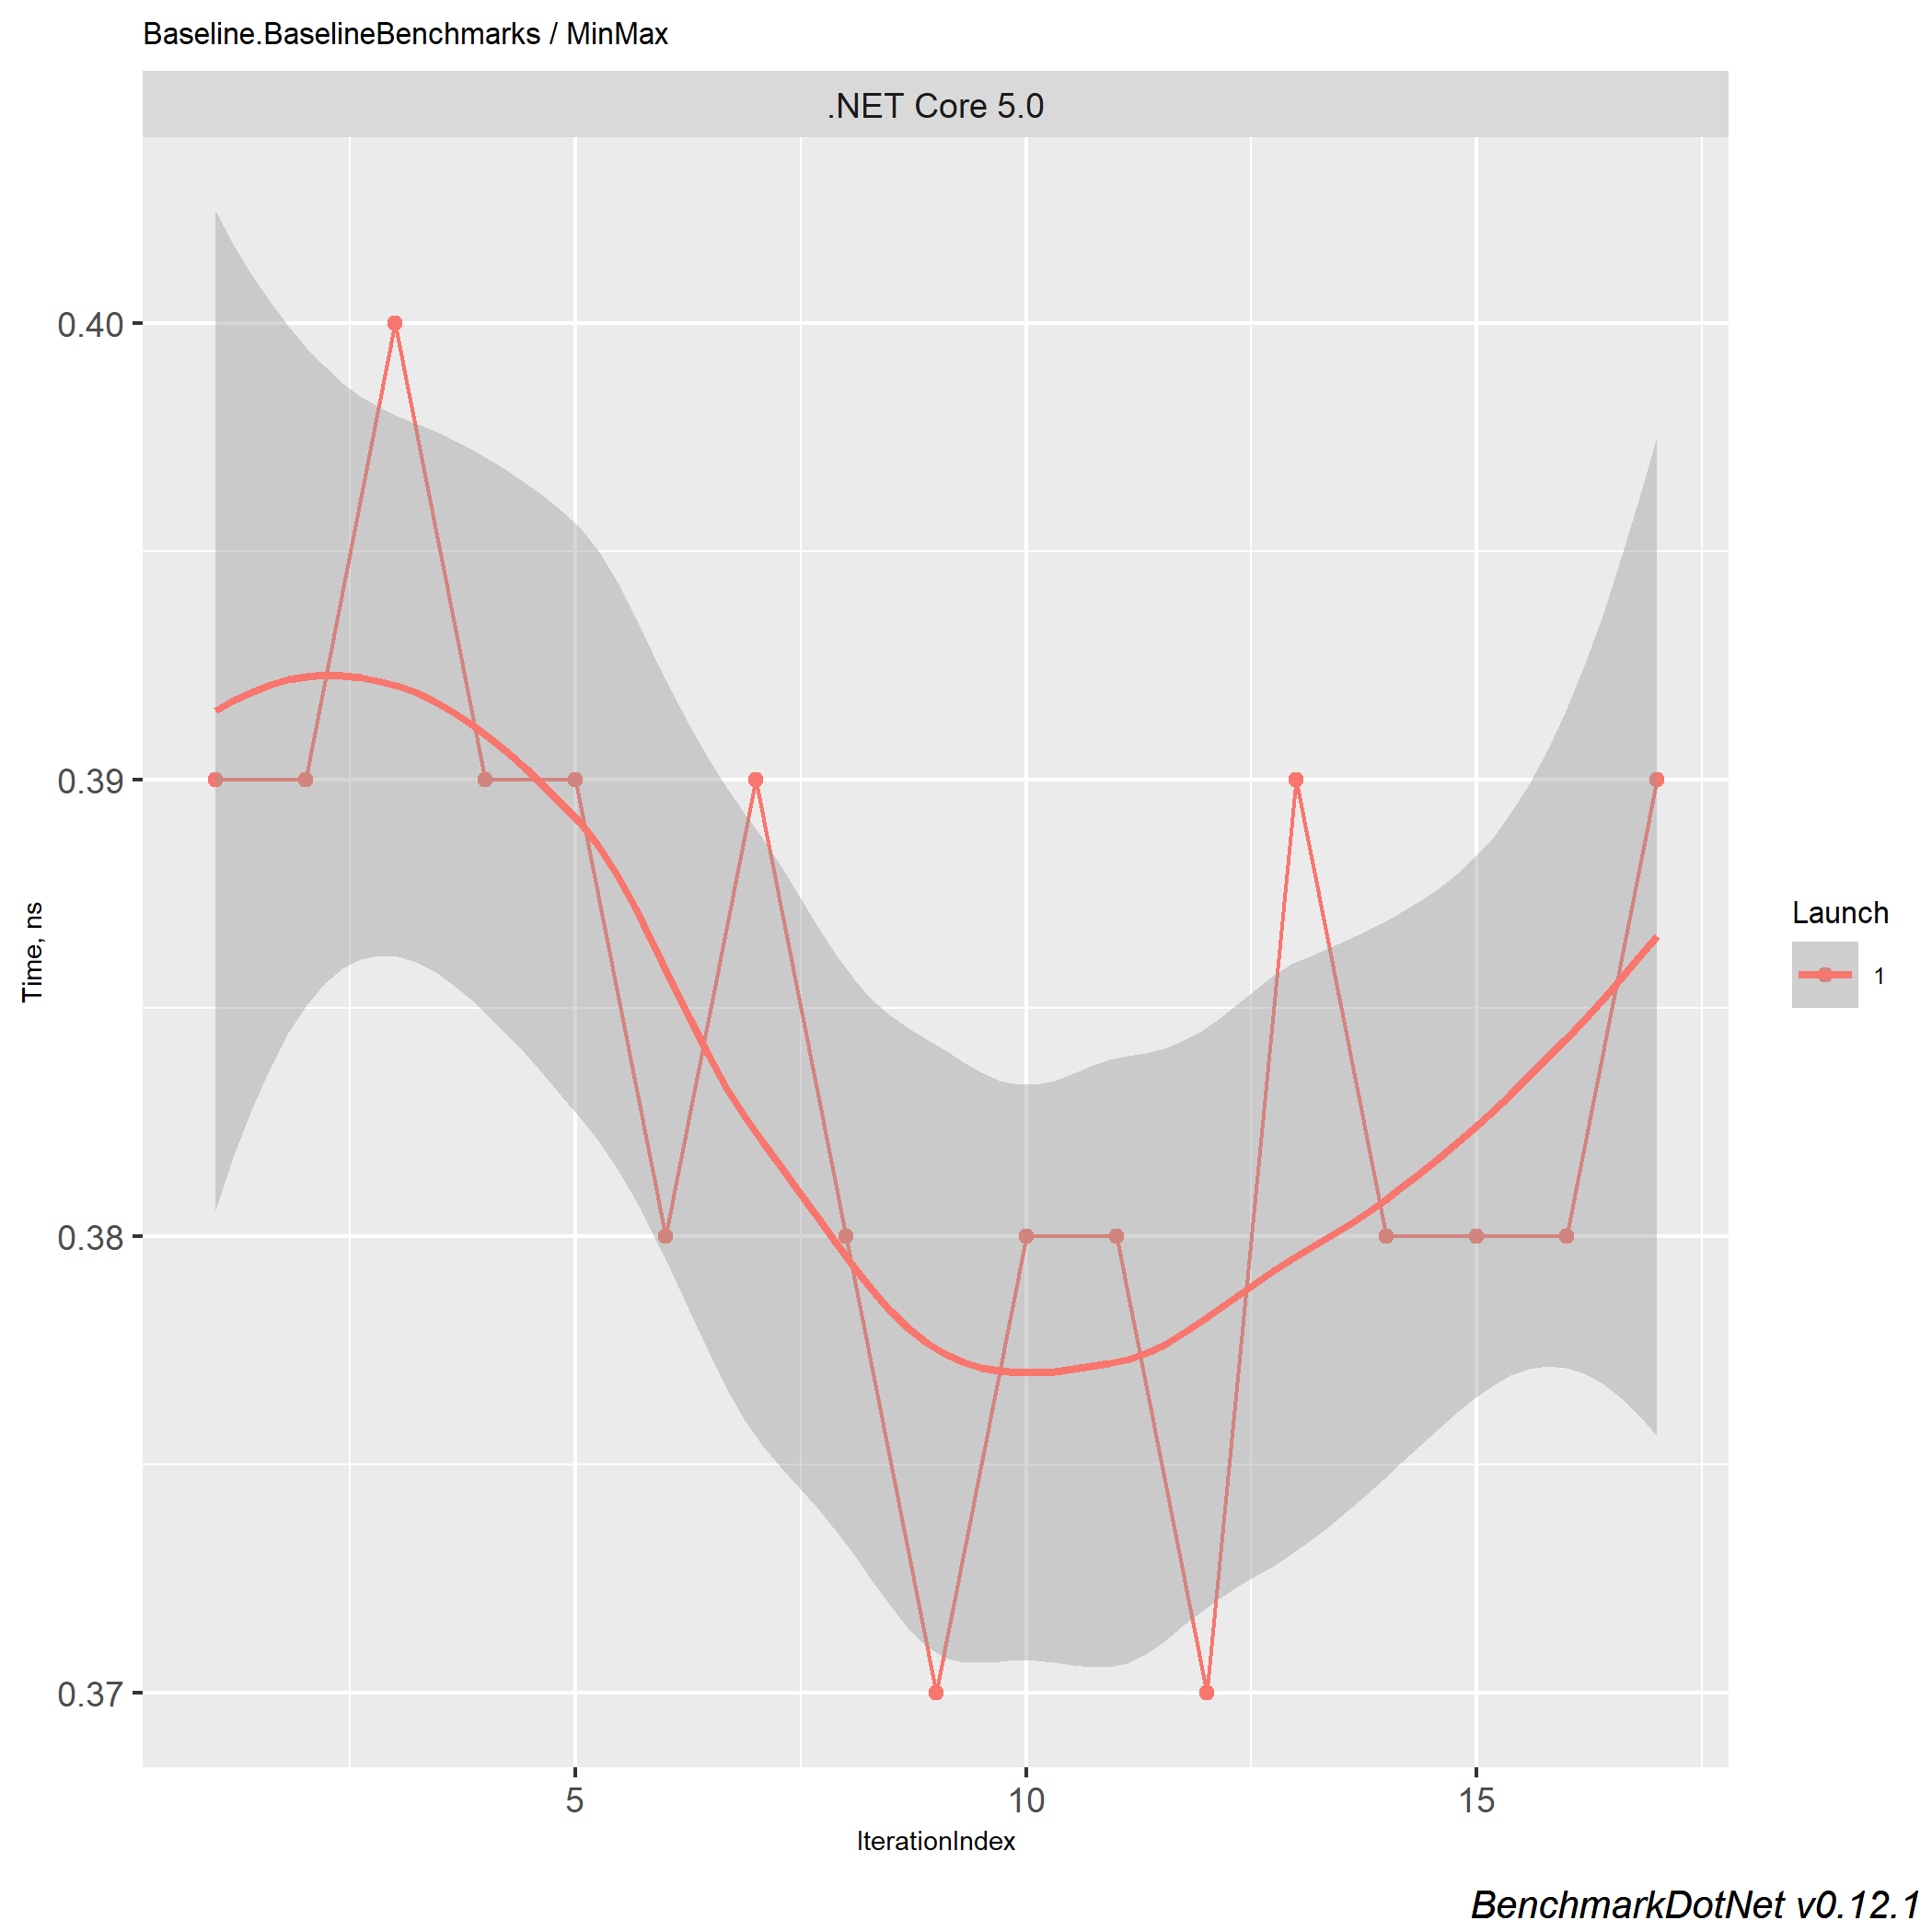 Baseline.BaselineBenchmarks / MinMax
.NET Core 5.0
0.40
0.39
0.38
0.37
Time, ns
5 10 15
IterationIndex
Launch
1
BenchmarkDotNet v0.12.1